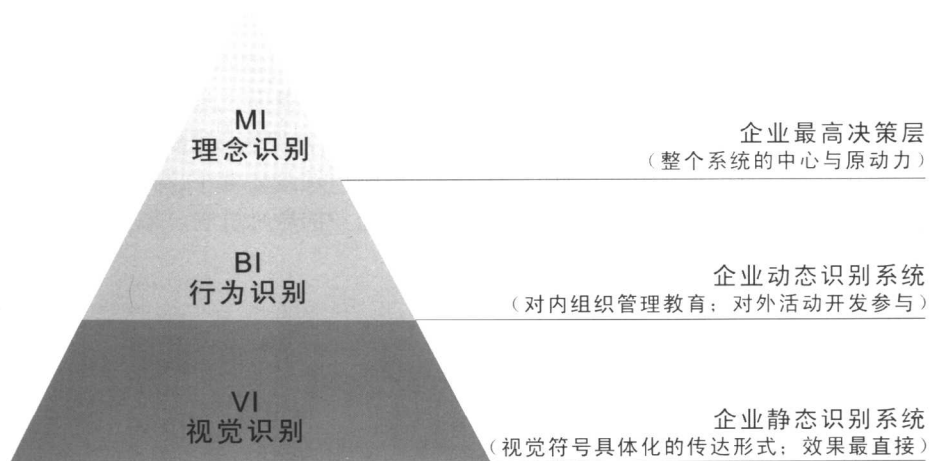 MI
理念识别
企业最高决策层
（整个系统的中心与原动力）
BI
行为识别
企业动态识别系统
（对内组织管理教育；对外活动开发参与）
VI
视觉识别
企业静态识别系统
（视觉符号具体化的传达形式；效果最直接）